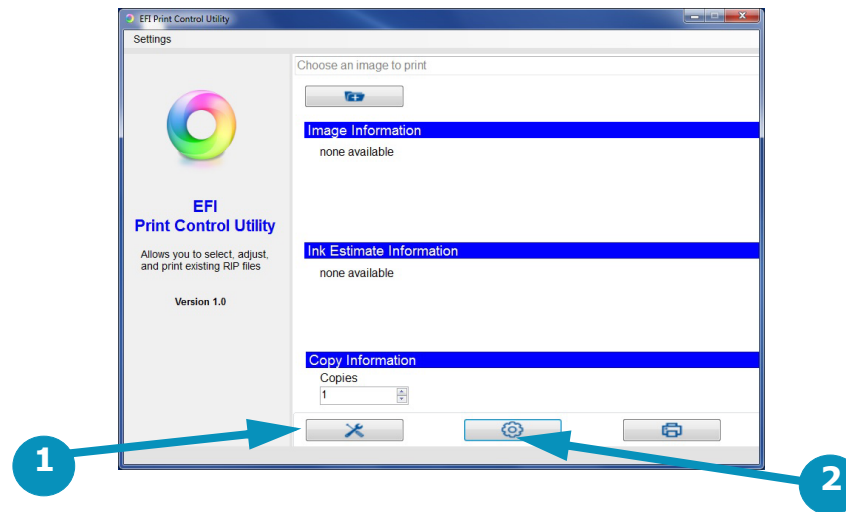 EFI Print Control Utility
Settings
Choose an image to print
Image Information
none available
EFI
Print Control Utility
Allows you to select, adjust,
and print existing RIP files
Version 1.0
Ink Estimate Information
none available
Copy Information
Copies
1
1
2